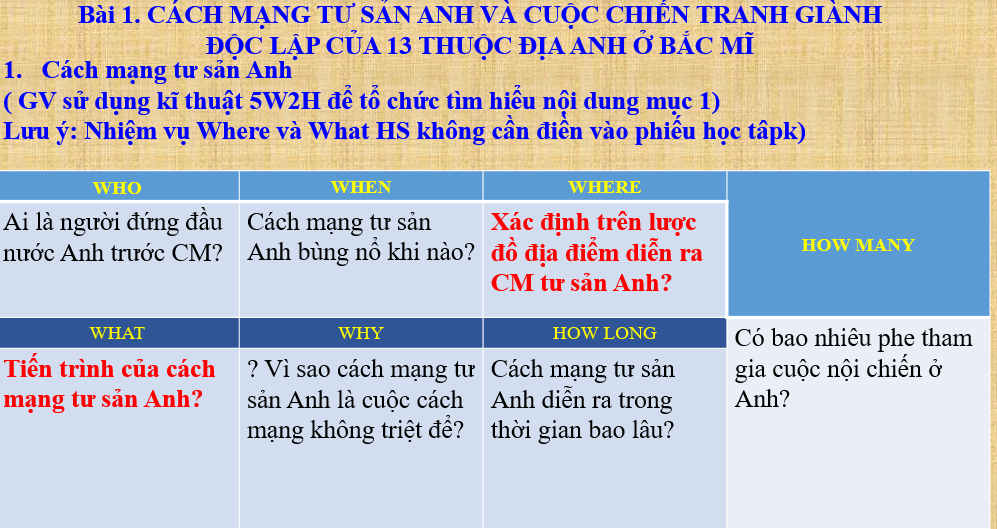 Bài 1. CÁCH MẠNG TƯ SẢN ANH VÀ CUỘC CHIẾN TRANH GIÀNH
ĐỘC LẬP CỦA 13 THUỘC ĐỊA ANH Ở BẮC MĨ
1. Cách mạng tư sản Anh
( GV sử dụng kĩ thuật 5W2H để tổ chức tìm hiểu nội dung mục 1)
Lưu ý: Nhiệm vụ Where và What HS không cần điền vào phiếu học tâpk)
WHO
Ai là người đứng đầu
nước Anh trước CM?
WHEN
Cách mạng tư sản
Anh bùng nổ khi nào?
WHERE
Xác định trên lược
đồ địa điểm diễn ra
CM tư sản Anh?
HOW MANY
Có bao nhiêu phe tham
gia cuộc nội chiến ở
Anh?
WHAT
Tiến trình của cách
mạng tư sản Anh?
WHY
? Vì sao cách mạng tư
sản Anh là cuộc cách
mạng không triệt để?
HOW LONG
Cách mạng tư sản
Anh diễn ra trong
thời gian bao lâu?